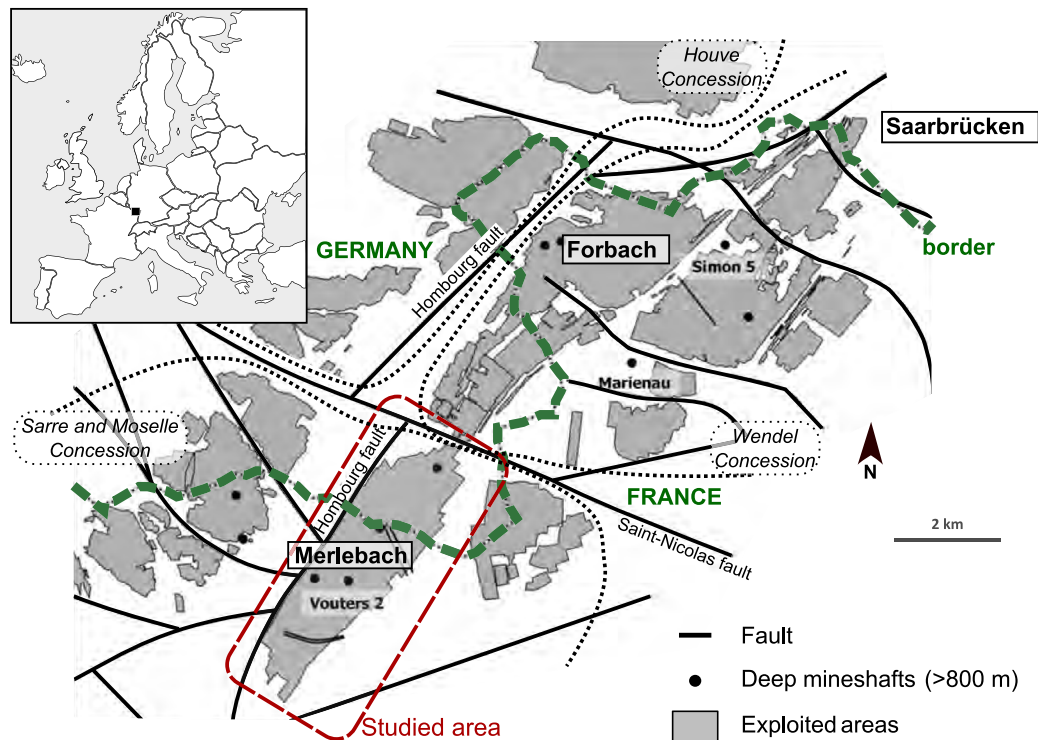 Houve
Concession
Saarbrücken
GERMANY
Hombourg fault
Forbach
Simon 5
border
Marienau
Sarre and Moselle
Concession
Hombourg fault
Wendel
Concession
N
FRANCE
Saint-Nicolas fault
2 km
Merlebach
Vouters 2
Studied area
Fault
Deep mineshafts (>800 m)
Exploited areas